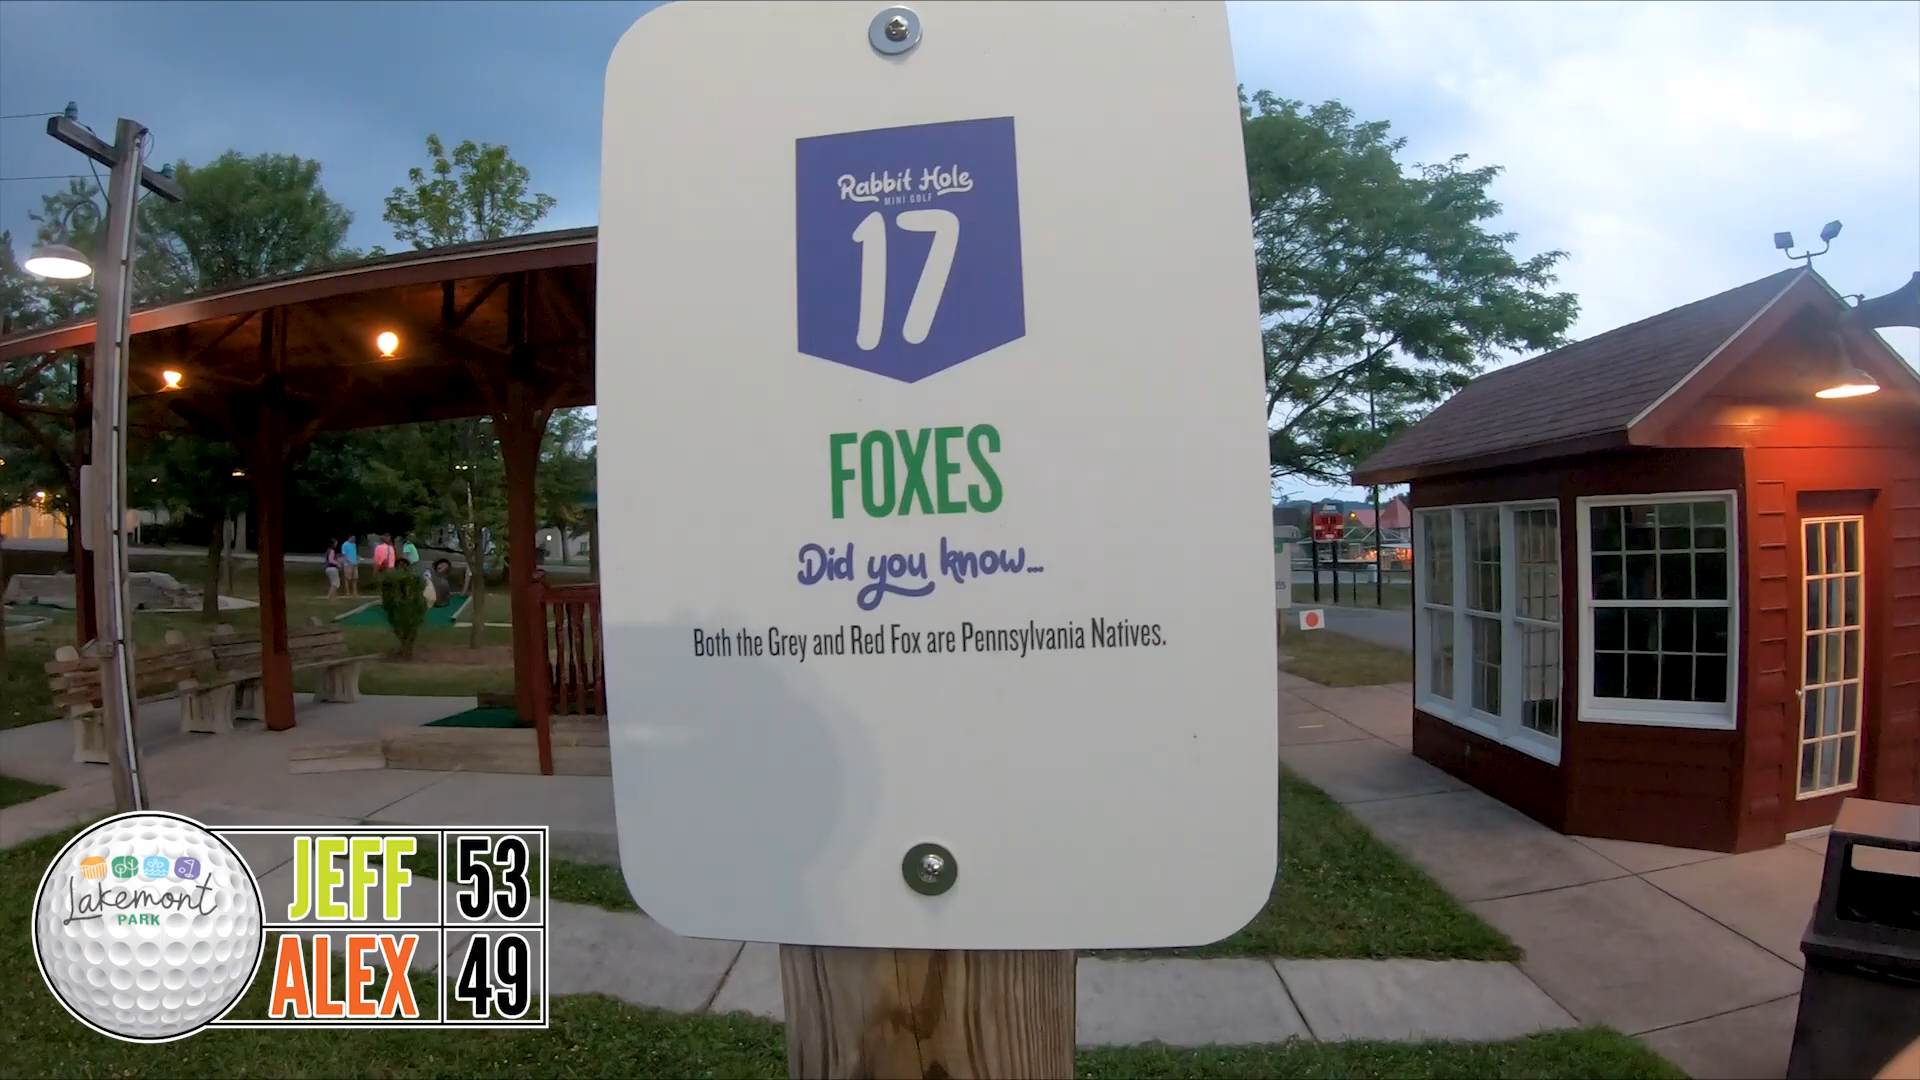 Rabbit Hole
MINI GOLF
17
FOXES
Did you know...
Both the Grey and Red Fox are Pennsylvania Natives.
Lakemont
PARK
JEFF 53
ALEX 49